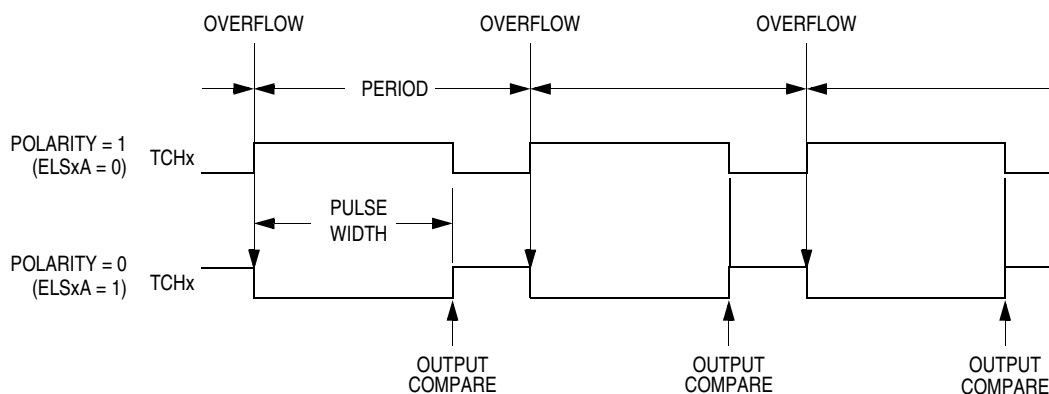 OVERFLOW OVERFLOW OVERFLOW
PERIOD
POLARITY = 1
(ELSxA = 0)
TCHx
PULSE
WIDTH
POLARITY = 0
(ELSxA = 1)
TCHx
OUTPUT
COMPARE
OUTPUT
COMPARE
OUTPUT
COMPARE